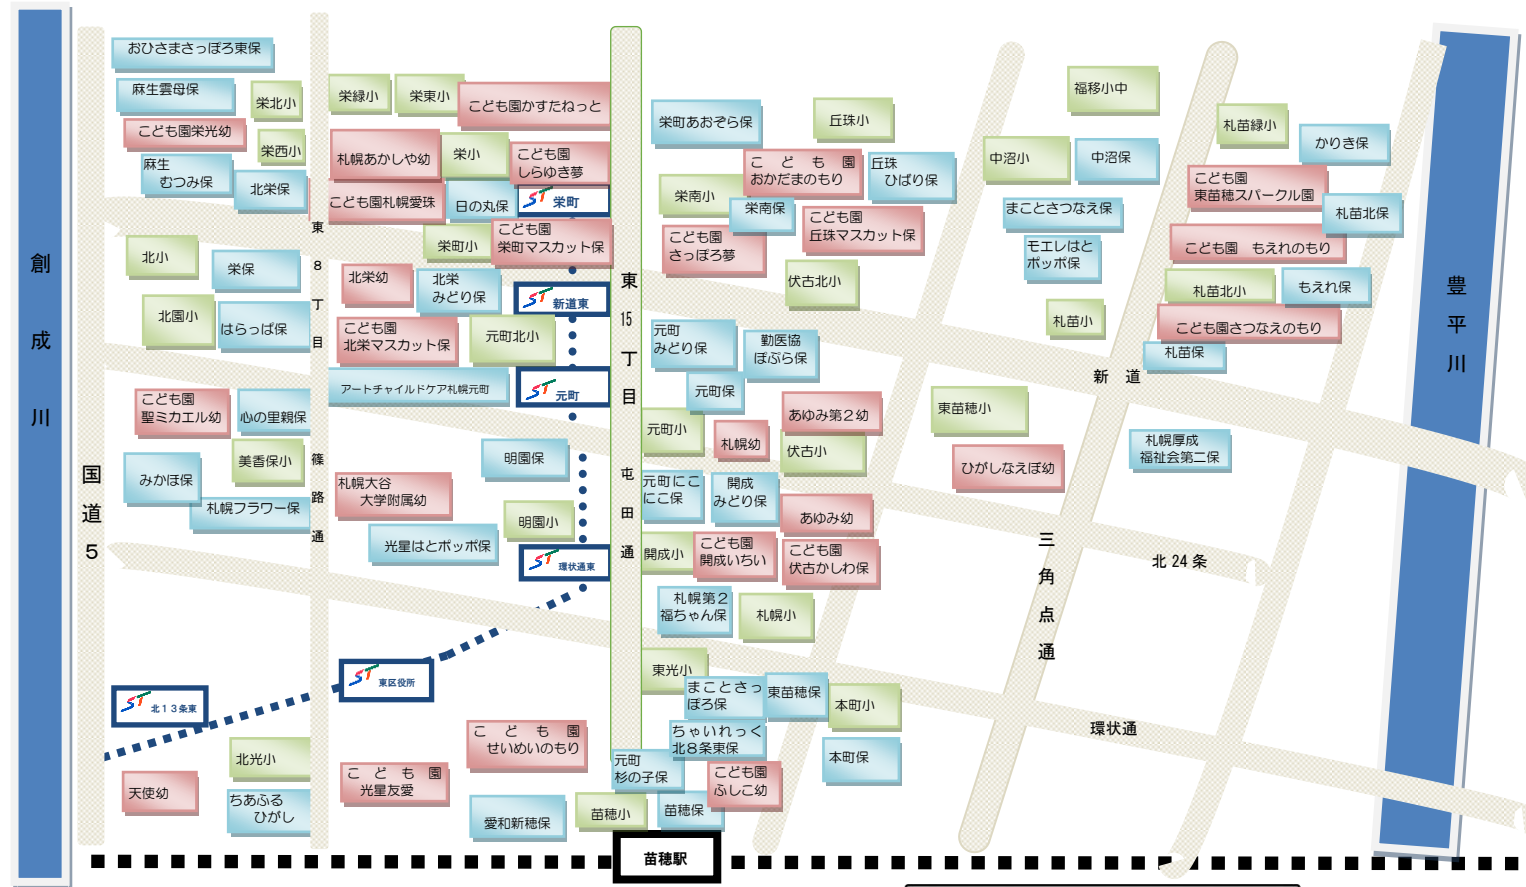 おひさまさっぽろ東保
麻生雲母保
栄北小
こども園栄光幼
栄西小
麻生
むつみ保
北栄保
創成川
国道5
北小
栄保
北園小
はらっぱ保
こども園
聖ミカエル幼
心の里親保
美香保小
みかほ保
札幌フラワー保
北13条東
北光小
天使幼
ちあふる
ひがし
東8丁目
篠路通
栄緑小
栄東小
こども園かすたねっと
札幌あかしや幼
栄小
こども園
しらゆき夢
こども園札幌愛珠
日の丸保
栄町
栄町小
こども園
栄町マスカット保
北栄幼
北栄
みどり保
新道東
こども園
北栄マスカット保
元町北小
アートチャイルドケア札幌元町
元町
明園保
札幌大谷
大学附属幼
明園小
光星はとポッポ保
環状通東
東区役所
こども園
せいめいのもり
こども園
光星友愛
愛和新穂保
苗穂小
東15丁目
屯田通
栄町あおぞら保
丘珠小
こども園
おかだまのもり
丘珠
ひばり保
栄南小
栄南保
こども園
丘珠マスカット保
こども園
さっぽろ夢
伏古北小
元町
みどり保
勤医協
ぽぷら保
元町保
あゆみ第2幼
元町小
札幌幼
伏古小
元町にこ
にこ保
開成
みどり保
あゆみ幼
開成小
こども園
開成いちい
こども園
伏古かしわ保
札幌第2
福ちゃん保
札幌小
東光小
まことさっ
ぽろ保
東苗穂保
本町小
ちゃいれっく
北8条東保
本町保
元町
杉の子保
こども園
ふしこ幼
苗穂保
苗穂駅
福移小中
中沼小
中沼保
まことさつなえ保
モエレはと
ポッポ保
札苗小
札苗緑小
かりき保
こども園
東苗穂スパークル園
札苗北保
こども園 もえれのもり
札苗北小
もえれ保
こども園さつなえのもり
札苗保
新道
東苗穂小
ひがしなえぼ幼
札幌厚成
福祉会第二保
三角点通
北24条
環状通
豊平川